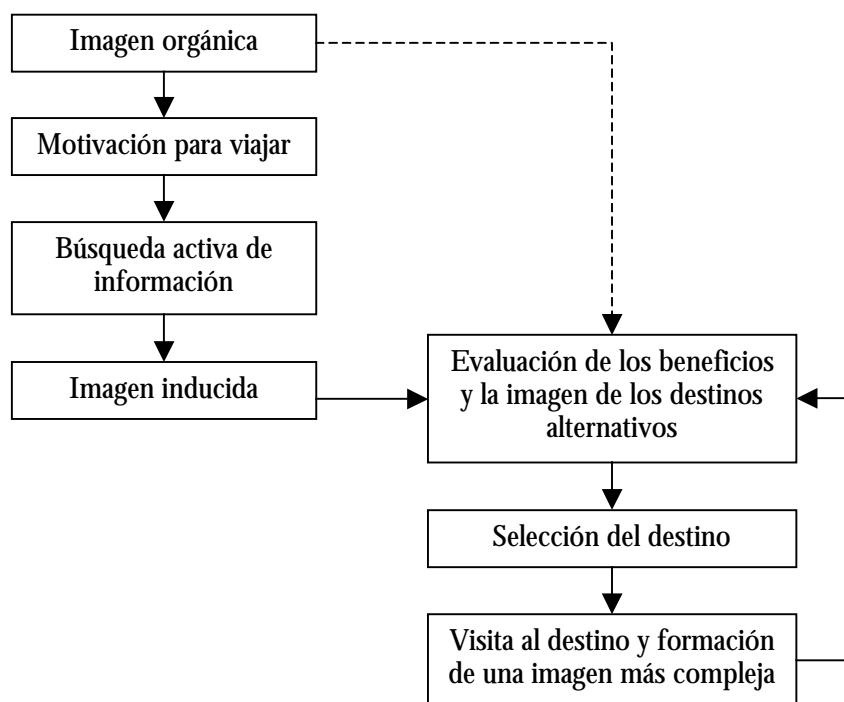 Imagen orgánica
Motivación para viajar
Búsqueda activa de
información
Imagen inducida
Evaluación de los beneficios
y la imagen de los destinos
alternativos
Selección del destino
Visita al destino y formación
de una imagen más compleja